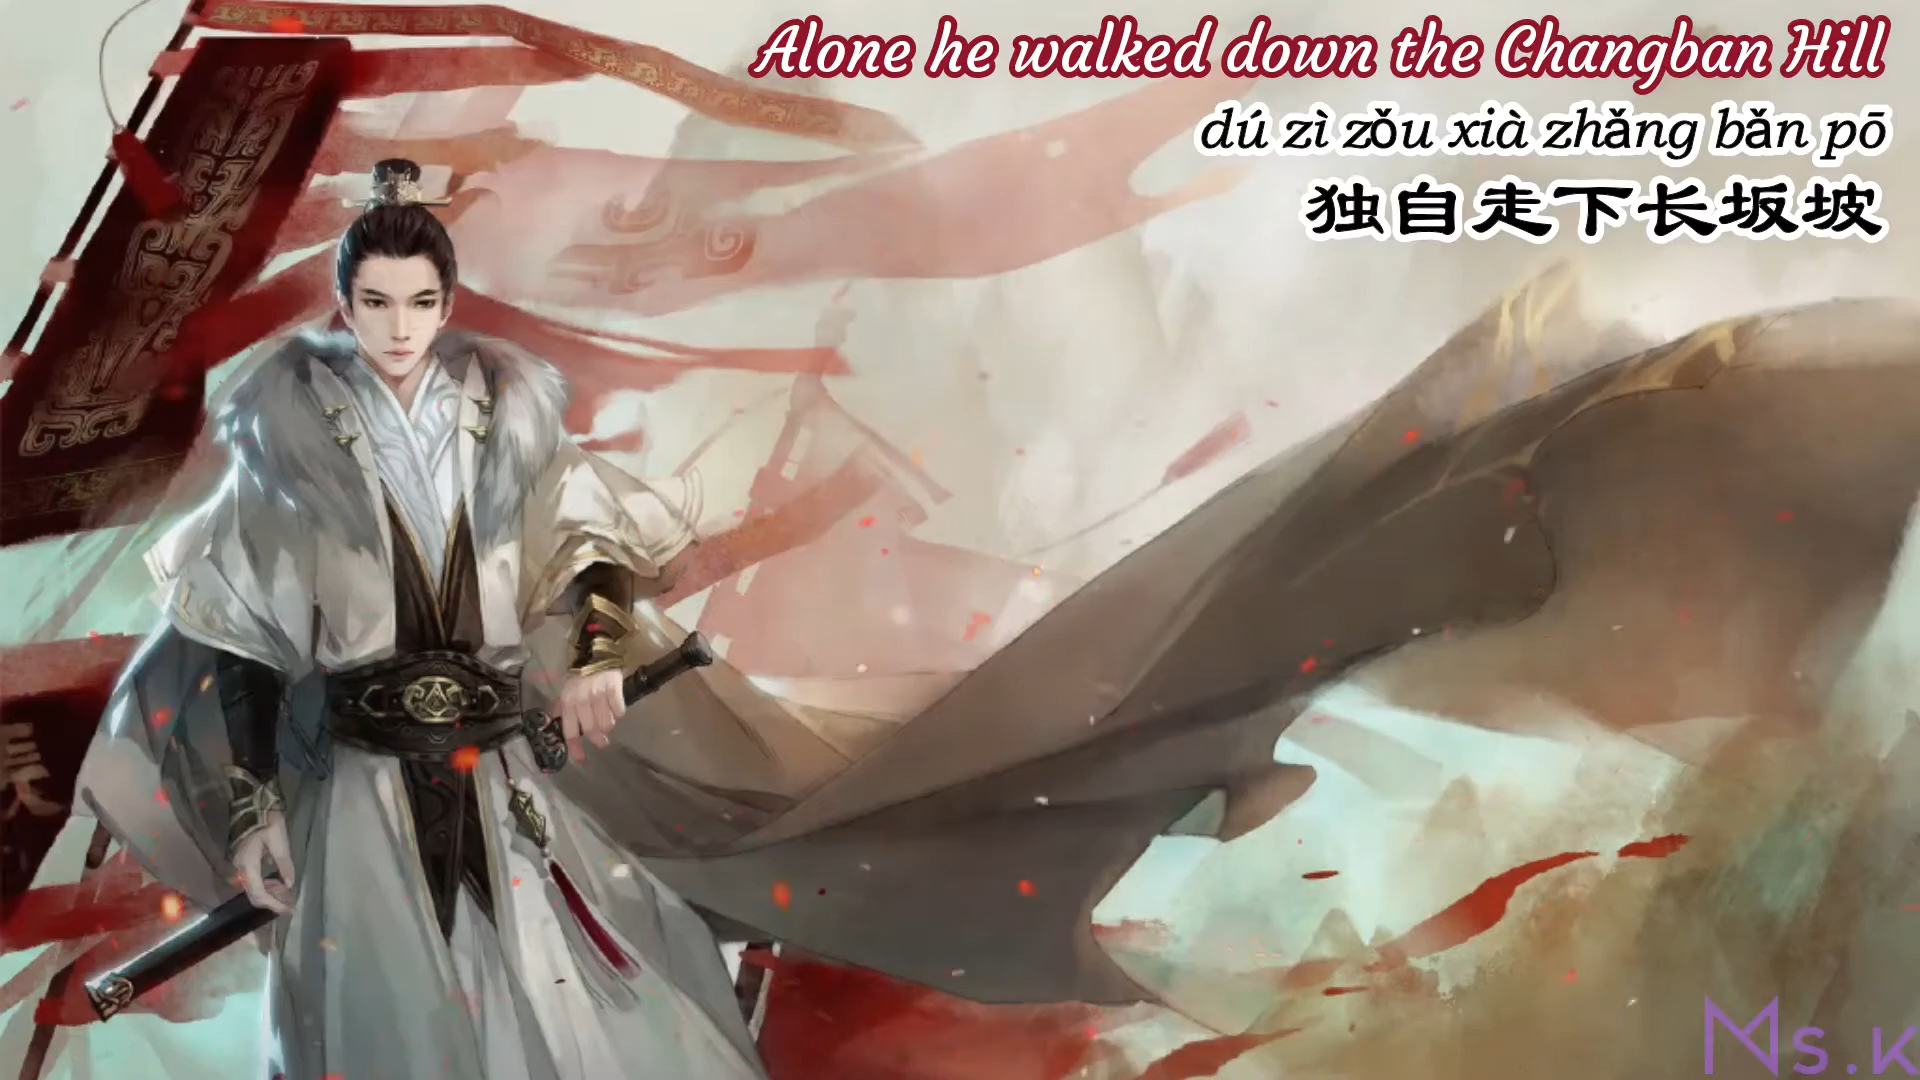 Alone he walked down the Changban Hill
dú zì zǒu xià zhǎng bǎn pō
独自走下长坂坡
長
Ms.K